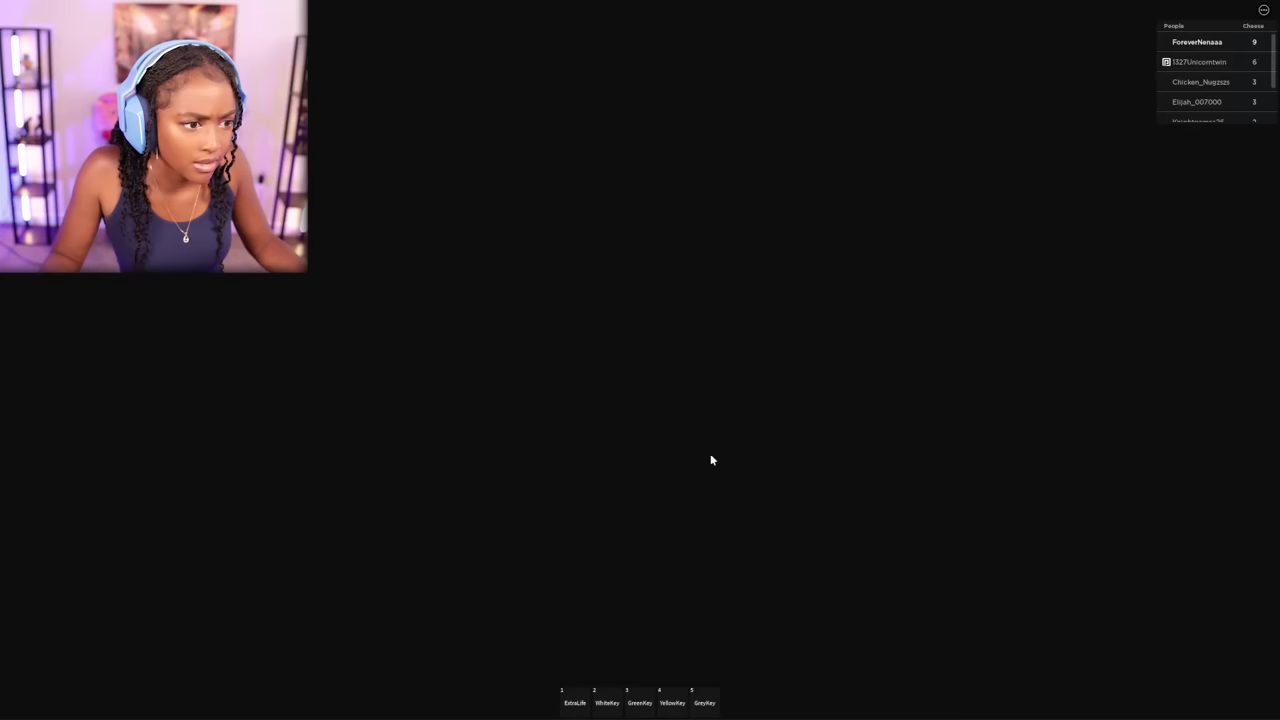 People Cheese
ForeverNenaaa 9
1327Unicorntwin 6
Chicken_Nugzszs 3
Elijah_007000 3
1 2 3 4 5
ExtraLife WhiteKey GreenKey YellowKey GreyKey